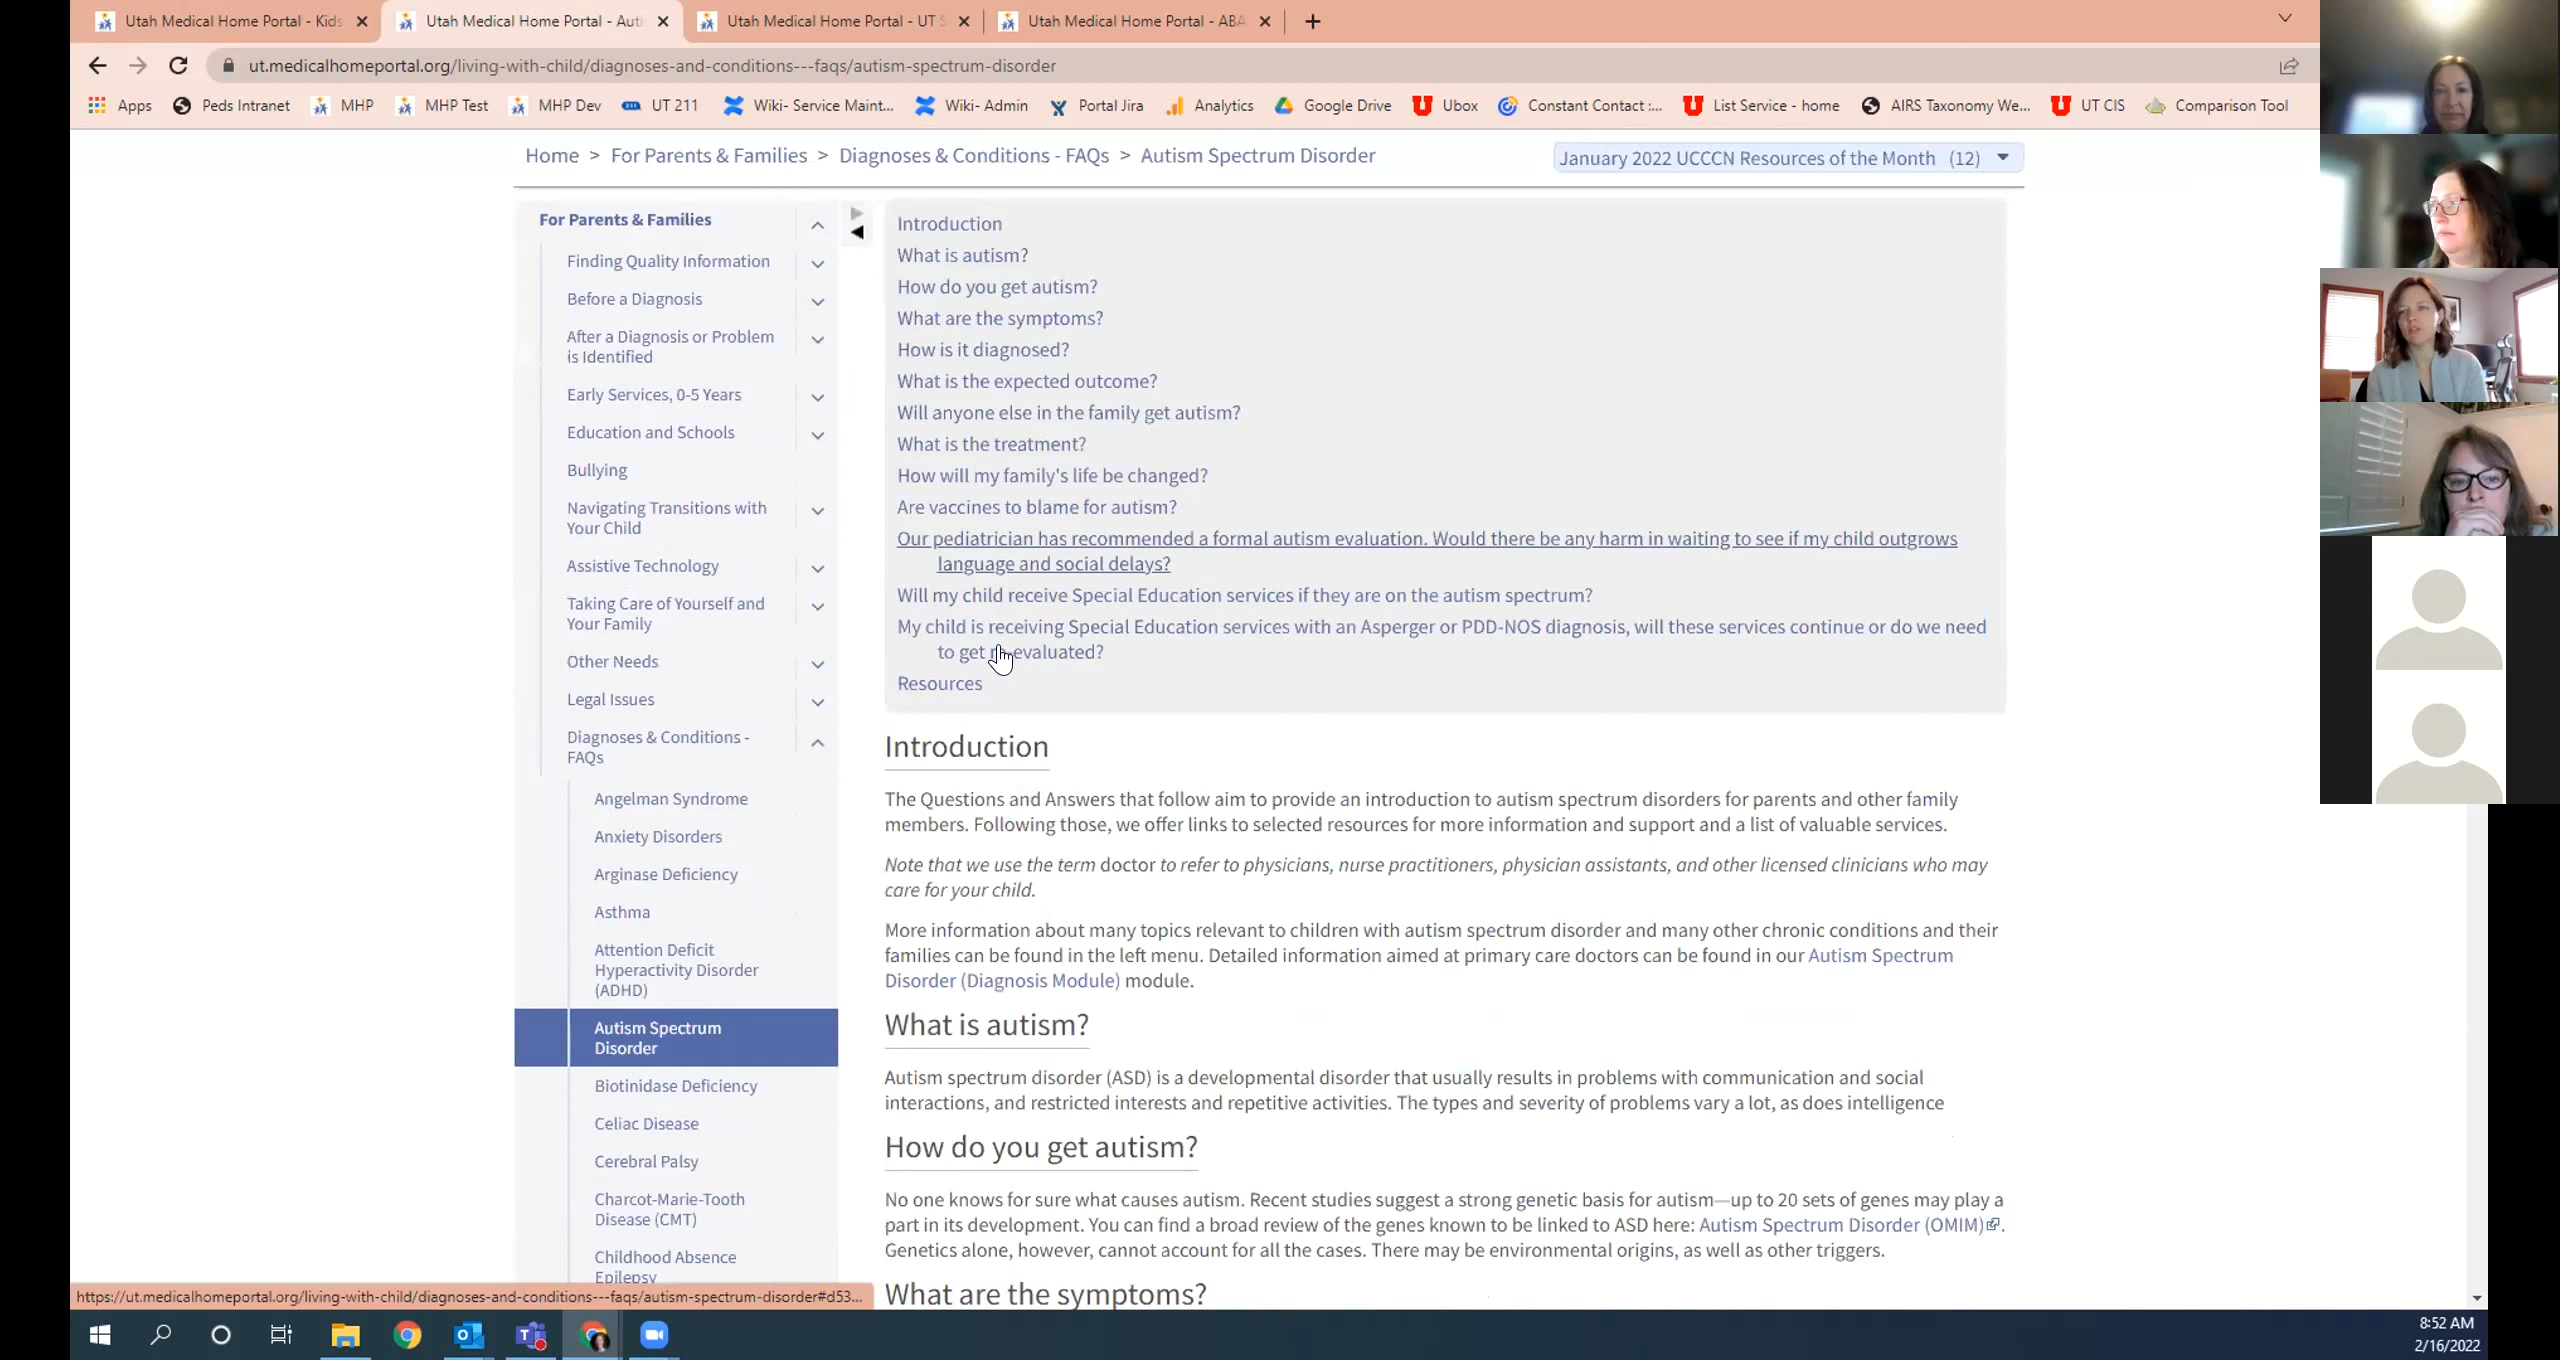 Utah Medical Home Portal - Kids
Utah Medical Home Portal - Aut
Utah Medical Home Portal - UT S
Utah Medical Home Portal - ABA
ut.medicalhomeportal.org/living-with-child/diagnoses-and-conditions---faqs/autism-spectrum-disorder
Apps Peds Intranet MHP MHP Test MHP Dev UT 211 Wiki- Service Maint... Wiki- Admin Portal Jira Analytics Google Drive Ubox Constant Contact :... List Service - home AIRS Taxonomy We... UT CIS Comparison Tool
Home > For Parents & Families > Diagnoses & Conditions - FAQs > Autism Spectrum Disorder
January 2022 UCCCN Resources of the Month (12)
For Parents & Families
Finding Quality Information
Before a Diagnosis
After a Diagnosis or Problem
is Identified
Early Services, 0-5 Years
Education and Schools
Bullying
Navigating Transitions with
Your Child
Assistive Technology
Taking Care of Yourself and
Your Family
Other Needs
Legal Issues
Diagnoses & Conditions -
FAQs
Angelman Syndrome
Anxiety Disorders
Arginase Deficiency
Asthma
Attention Deficit
Hyperactivity Disorder
(ADHD)
Autism Spectrum
Disorder
Biotinidase Deficiency
Celiac Disease
Cerebral Palsy
Charcot-Marie-Tooth
Disease (CMT)
Childhood Absence
Epilepsy
Introduction
What is autism?
How do you get autism?
What are the symptoms?
How is it diagnosed?
What is the expected outcome?
Will anyone else in the family get autism?
What is the treatment?
How will my family's life be changed?
Are vaccines to blame for autism?
Our pediatrician has recommended a formal autism evaluation. Would there be any harm in waiting to see if my child outgrows
language and social delays?
Will my child receive Special Education services if they are on the autism spectrum?
My child is receiving Special Education services with an Asperger or PDD-NOS diagnosis, will these services continue or do we need
to get re-evaluated?
Resources
Introduction
The Questions and Answers that follow aim to provide an introduction to autism spectrum disorders for parents and other family
members. Following those, we offer links to selected resources for more information and support and a list of valuable services.
Note that we use the term doctor to refer to physicians, nurse practitioners, physician assistants, and other licensed clinicians who may
care for your child.
More information about many topics relevant to children with autism spectrum disorder and many other chronic conditions and their
families can be found in the left menu. Detailed information aimed at primary care doctors can be found in our Autism Spectrum
Disorder (Diagnosis Module) module.
What is autism?
Autism spectrum disorder (ASD) is a developmental disorder that usually results in problems with communication and social
interactions, and restricted interests and repetitive activities. The types and severity of problems vary a lot, as does intelligence
How do you get autism?
No one knows for sure what causes autism. Recent studies suggest a strong genetic basis for autism—up to 20 sets of genes may play a
part in its development. You can find a broad review of the genes known to be linked to ASD here: Autism Spectrum Disorder (OMIM).
Genetics alone, however, cannot account for all the cases. There may be environmental origins, as well as other triggers.
What are the symptoms?
https://ut.medicalhomeportal.org/living-with-child/diagnoses-and-conditions---faqs/autism-spectrum-disorder#d53...
8:52 AM
2/16/2022